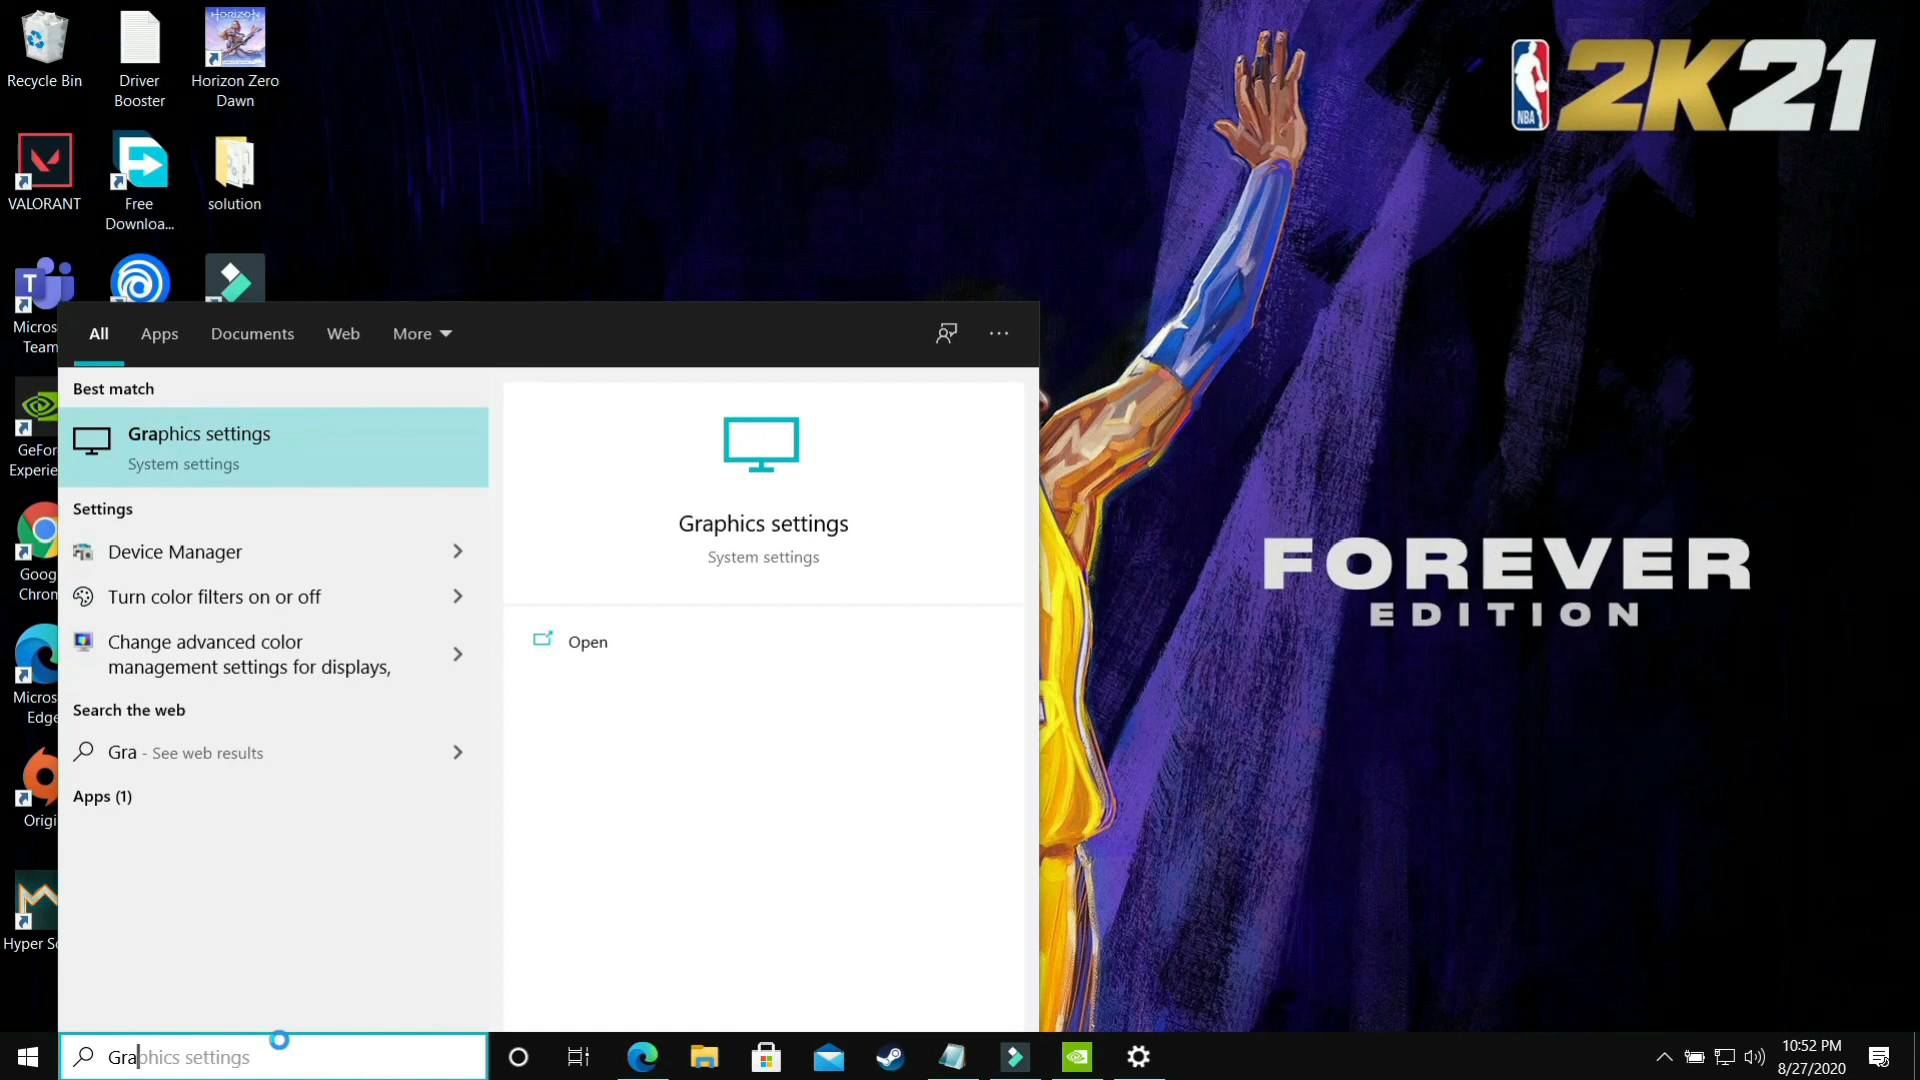 Recycle Bin
Driver
Booster
Horizon Zero
Dawn
HORIZON
VALORANT
Free
Downloa...
solution
T
Micros
Team
GeFor
Experie
Goog
Chrom
Micros
Edge
Origi
Hyper Sc
NBA 2K21
FOREVER
EDITION
All
Apps
Documents
Web
More
Best match
Graphics settings
System settings
Settings
Device Manager
Turn color filters on or off
Change advanced color
management settings for displays,
Search the web
Gra - See web results
Apps (1)
Graphics settings
System settings
Open
Graphics settings
10:52 PM
8/27/2020